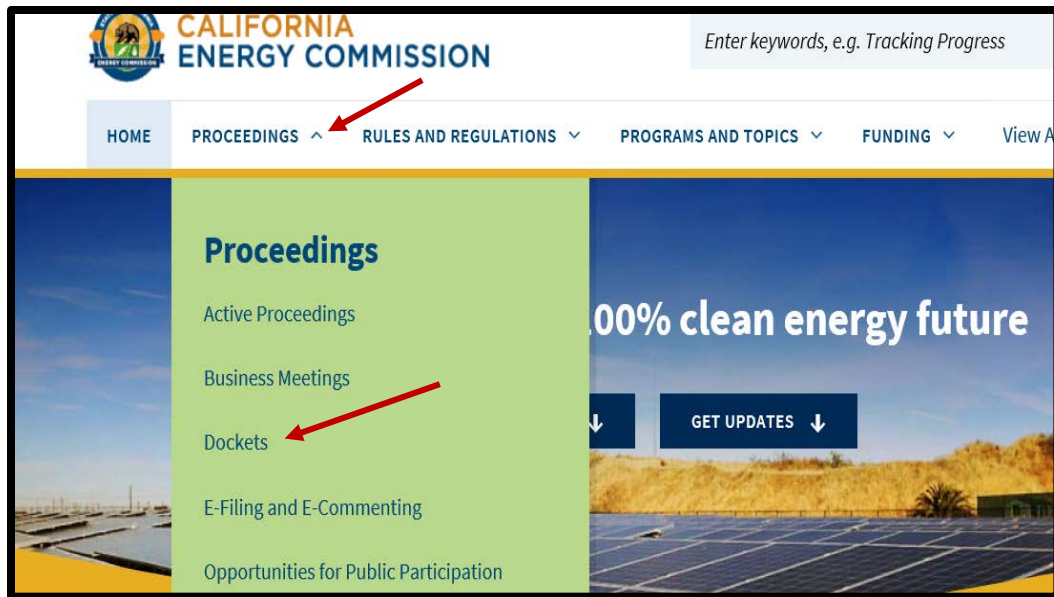 CALIFORNIA
ENERGY COMMISSION
Enter keywords, e.g. Tracking Progress
HOME PROCEEDINGS RULES AND REGULATIONS PROGRAMS AND TOPICS FUNDING View A
Proceedings
Active Proceedings
00% clean energy future
Business Meetings
Dockets
GET UPDATES
E-Filing and E-Commenting
Opportunities for Public Participation